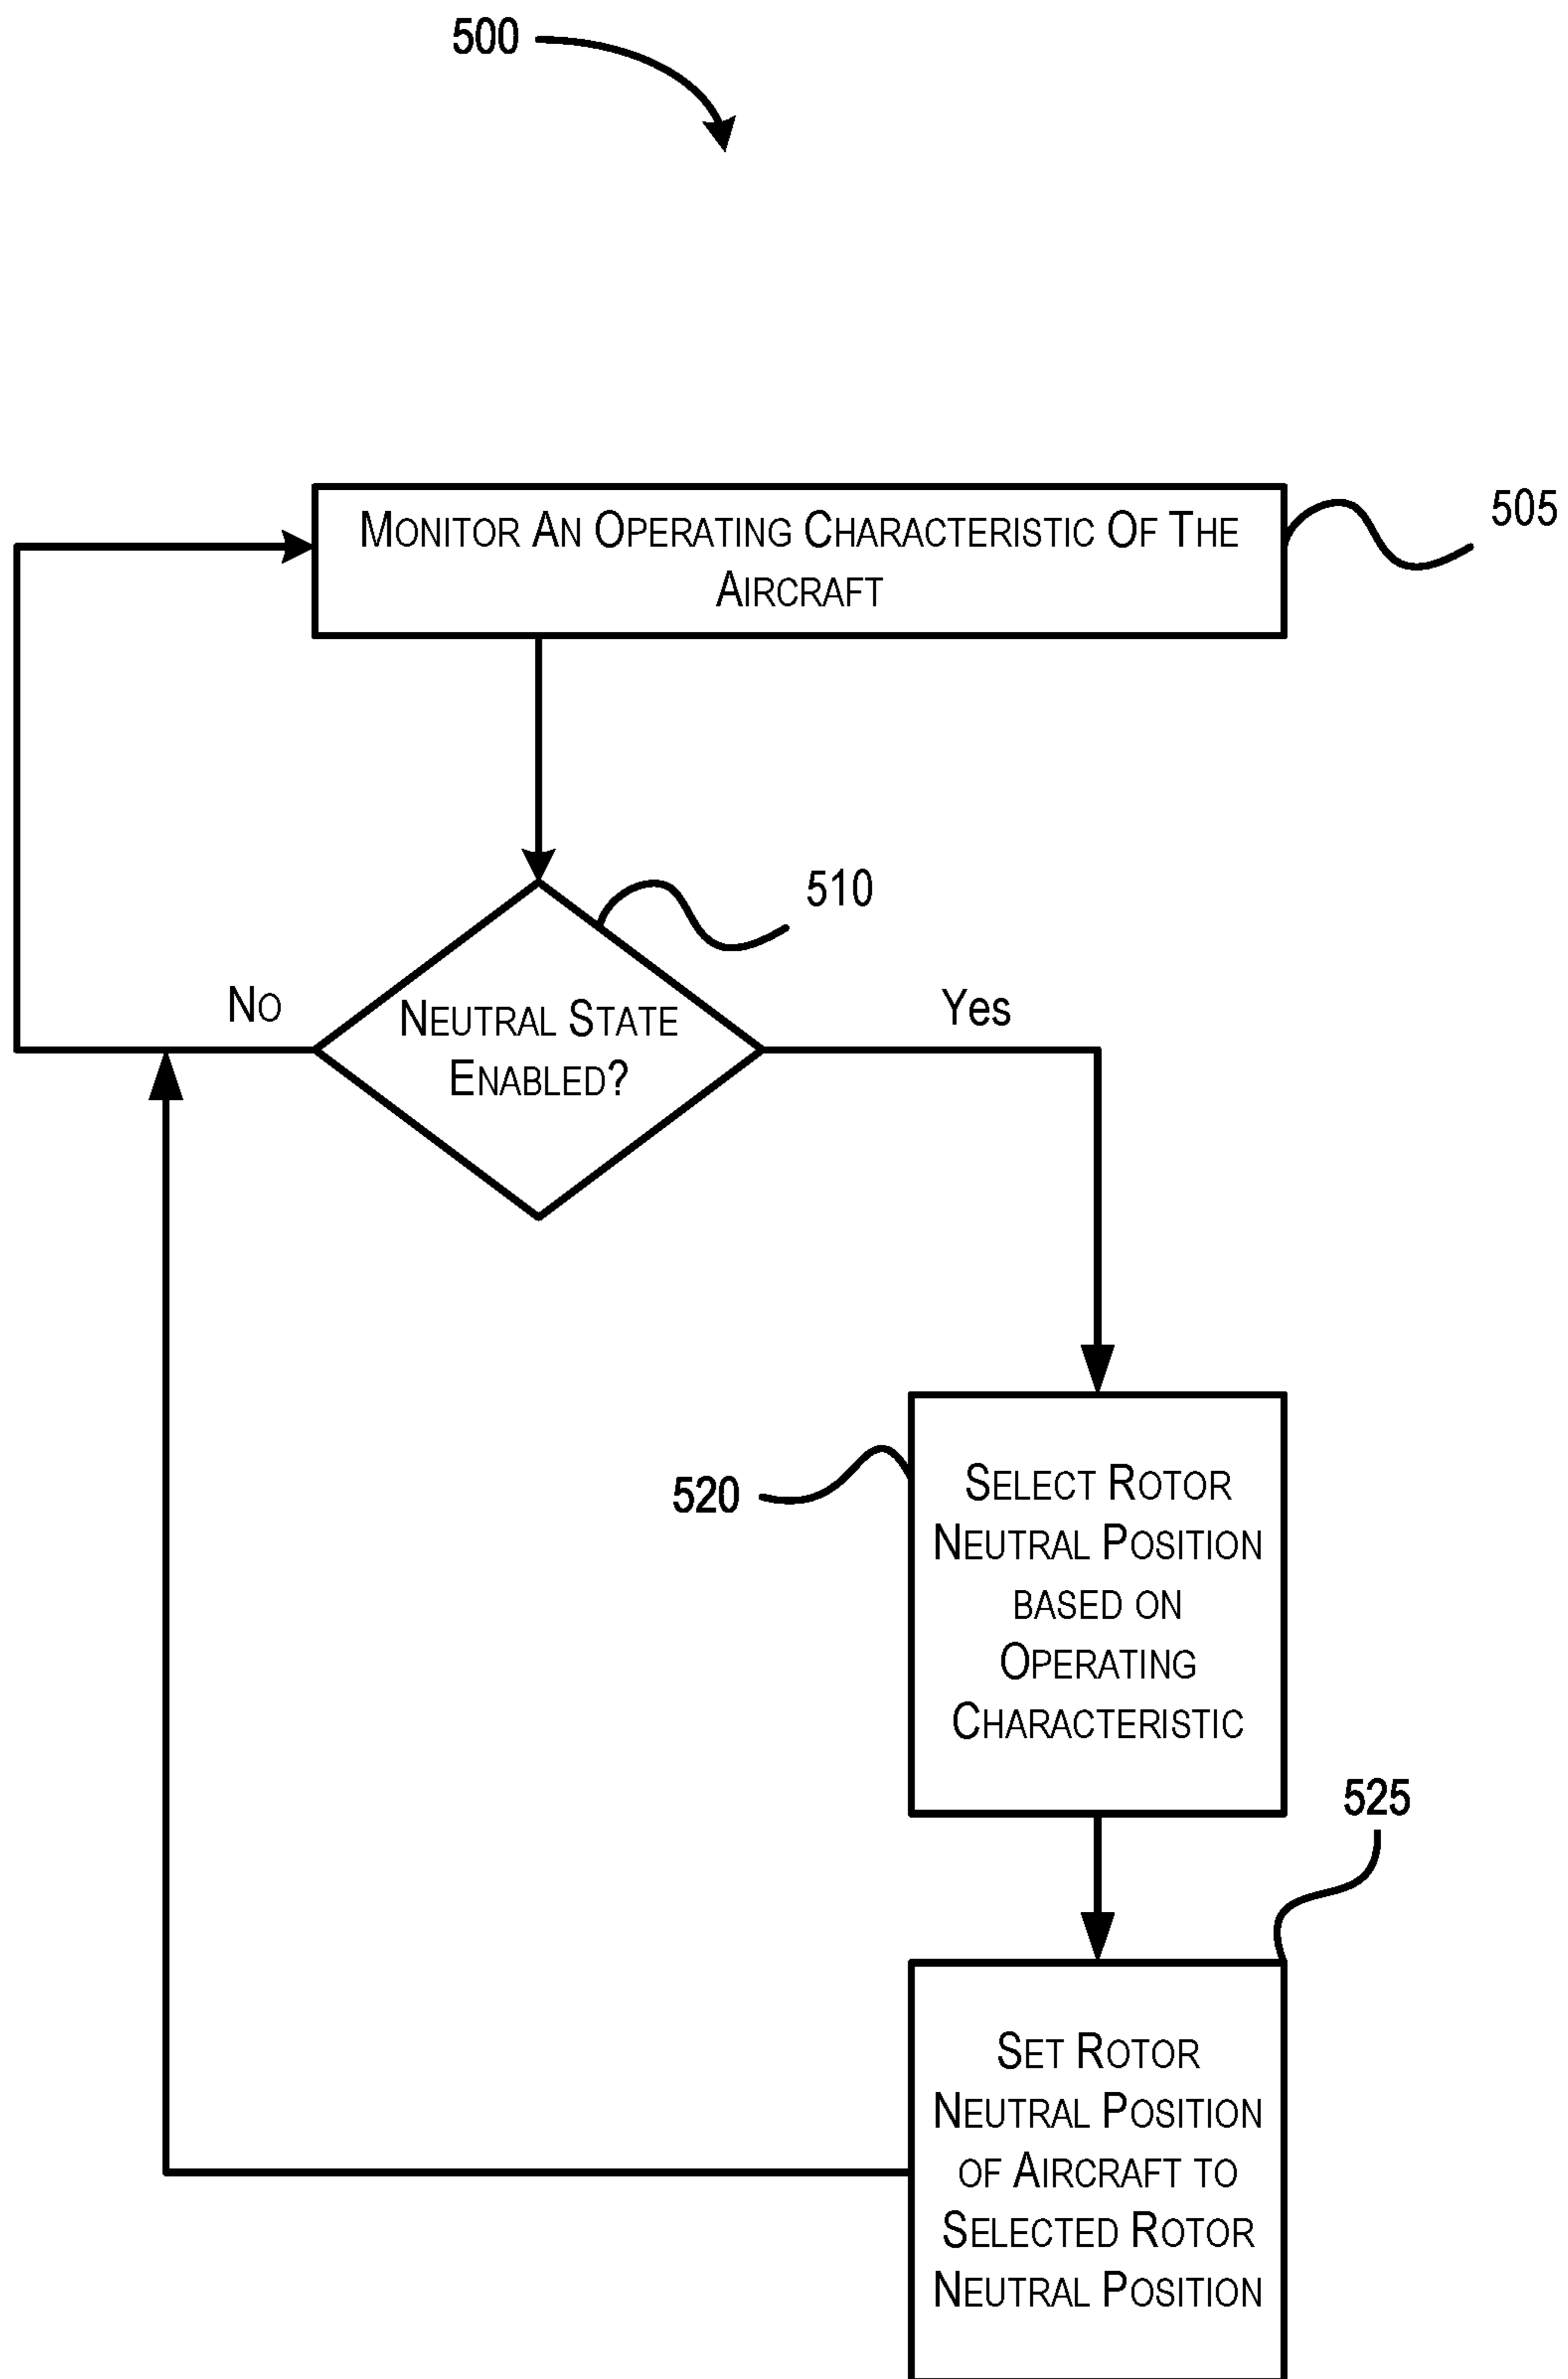 500
505
MONITOR AN OPERATING CHARACTERISTIC OF THE
AIRCRAFT
510
NO
NEUTRAL STATE
ENABLED?
Yes
520
SELECT ROTOR
NEUTRAL POSITION
BASED ON
OPERATING
CHARACTERISTIC
525
SET ROTOR
NEUTRAL POSITION
OF AIRCRAFT TO
SELECTED ROTOR
NEUTRAL POSITION